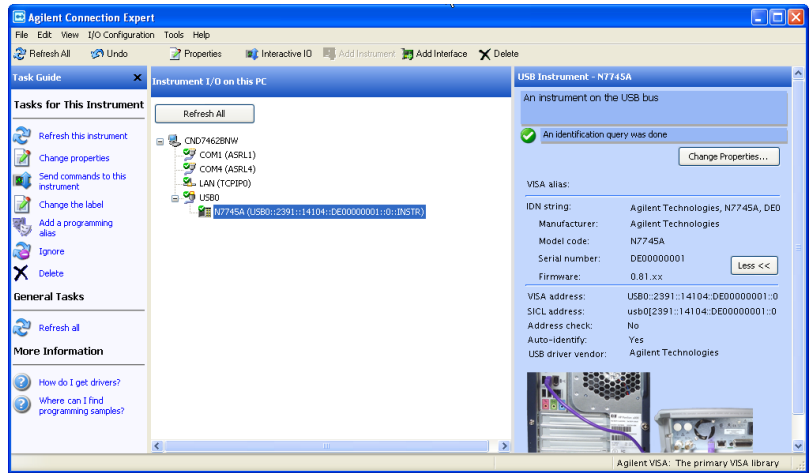 Agilent Connection Expert
File Edit View I/O Configuration Tools Help
Refresh All Undo Properties Interactive IO Add Instrument Add Interface Delete
Task Guide
Tasks for This Instrument
Refresh this instrument
Change properties
Send commands to this
instrument
Change the label
Add a programming
alias
Ignore
Delete
General Tasks
Refresh all
More Information
How do I get drivers?
Where can I find
programming samples?
Instrument I/O on this PC
Refresh All
CND7462BNW
COM1 (ASRL1)
COM4 (ASRL4)
LAN (TCPIP0)
USB0
N7745A (USB0::2391::14104::DE00000001::0::INSTR)
USB Instrument - N7745A
An instrument on the USB bus
An identification query was done
Change Properties...
VISA alias:
IDN string: Agilent Technologies, N7745A, DE0
Manufacturer: Agilent Technologies
Model code: N7745A
Serial number: DE00000001
Less <<
Firmware: 0.81.xx
VISA address: USB0::2391::14104::DE00000001::0
SICL address: usb0[2391::14104::DE00000001::0
Address check: No
Auto-identify: Yes
USB driver vendor: Agilent Technologies
Agilent VISA: The primary VISA library